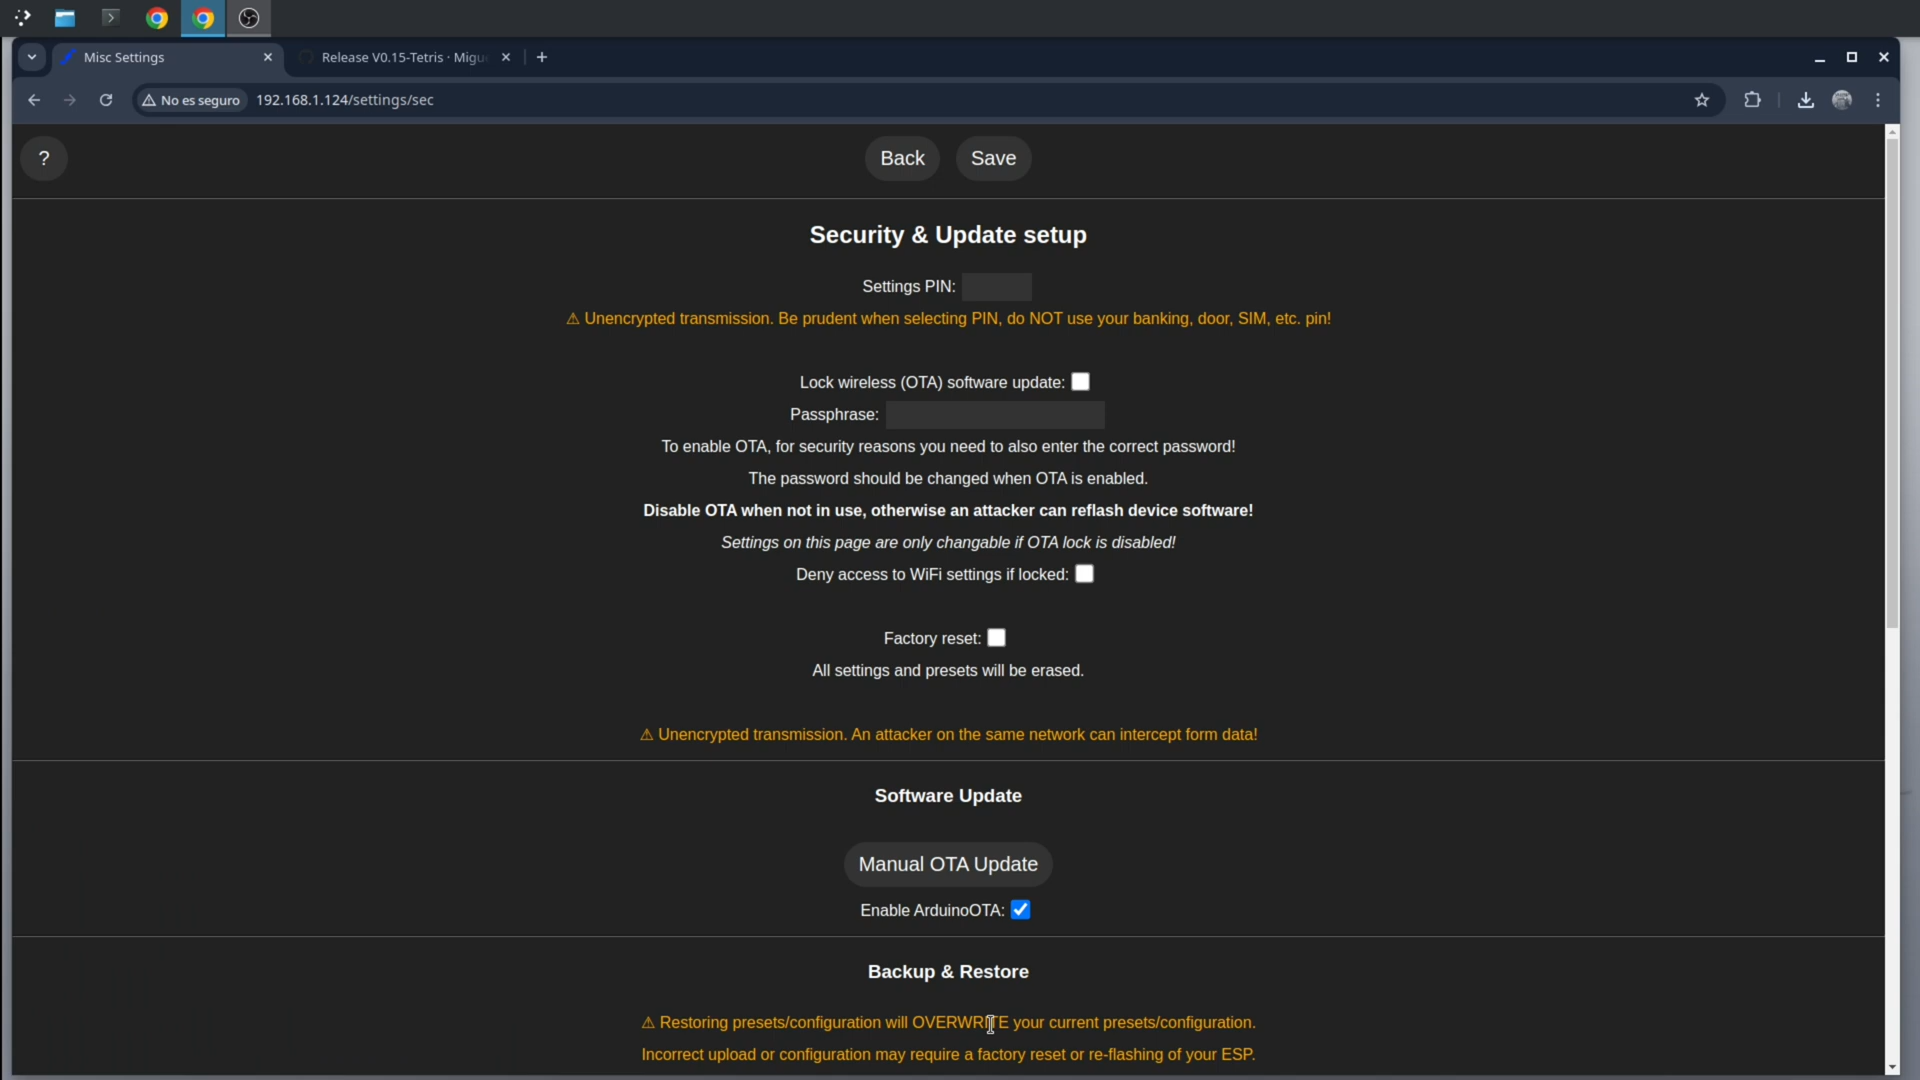 Misc Settings
Release V0.15-Tetris · Migu
No es seguro
192.168.1.124/settings/sec
?
Back
Save
Security & Update setup
Settings PIN:
⚠ Unencrypted transmission. Be prudent when selecting PIN, do NOT use your banking, door, SIM, etc. pin!
Lock wireless (OTA) software update:
Passphrase:
To enable OTA, for security reasons you need to also enter the correct password!
The password should be changed when OTA is enabled.
Disable OTA when not in use, otherwise an attacker can reflash device software!
Settings on this page are only changable if OTA lock is disabled!
Deny access to WiFi settings if locked:
Factory reset:
All settings and presets will be erased.
⚠ Unencrypted transmission. An attacker on the same network can intercept form data!
Software Update
Manual OTA Update
Enable ArduinoOTA:
Backup & Restore
⚠ Restoring presets/configuration will OVERWRITE your current presets/configuration.
Incorrect upload or configuration may require a factory reset or re-flashing of your ESP.